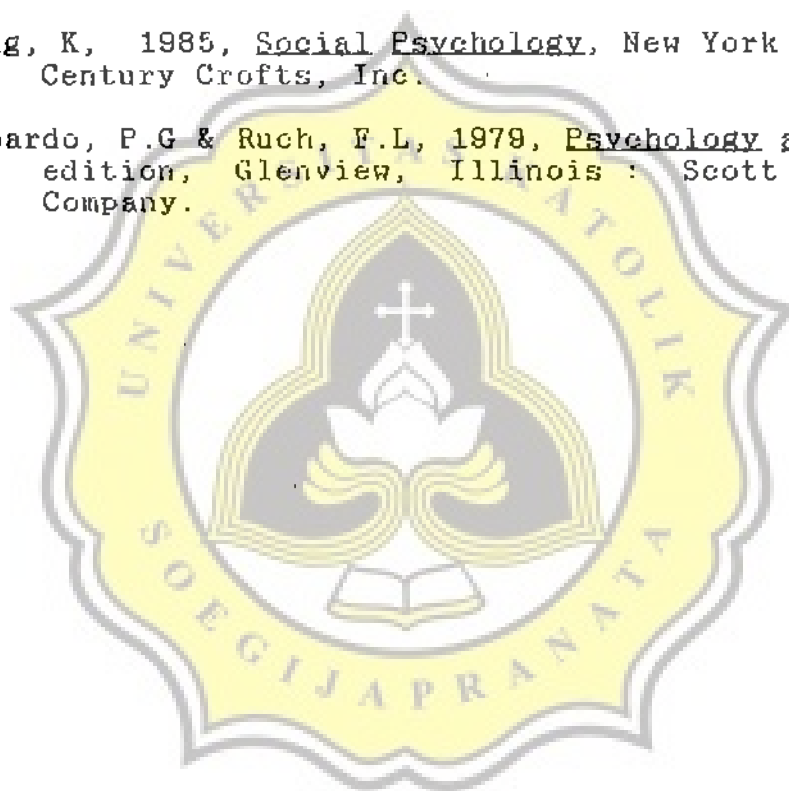 g, K, 1985, Social Psychology, New York
Century Crofts, Inc.
ardo, P.G & Ruch, F.L, 1979, Psychology a
edition, Glenview, Illinois : Scott
Company.
UNIVERSITAS KATOLIK
SOEGIJAPRANATA